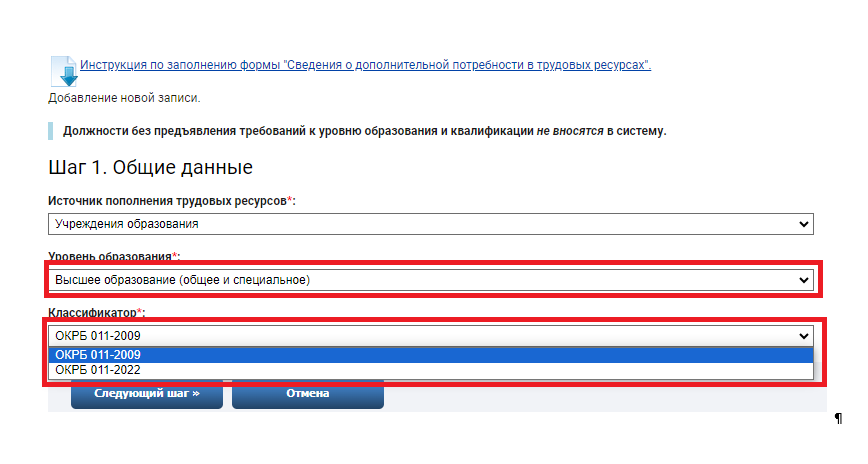 Инструкция по заполнению формы "Сведения о дополнительной потребности в трудовых ресурсах".
Добавление новой записи.
Должности без предъявления требований к уровню образования и квалификации не вносятся в систему.
Шаг 1. Общие данные
Источник пополнения трудовых ресурсов*:
Учреждения образования
Уровень образования*:
Высшее образование (общее и специальное)
Классификатор*:
ОКРБ 011-2009
ОКРБ 011-2009
ОКРБ 011-2022
Следующий шаг » Отмена
¶